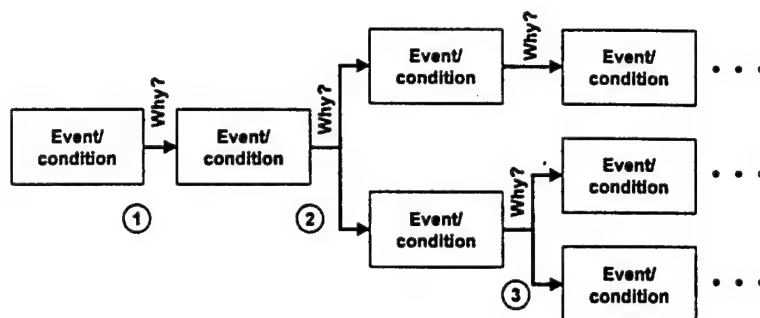 Event/
condition
Why?
Event/
condition
Why?
Event/
condition
Why?
Event/
condition
. . .
Event/
condition
Why?
Event/
condition
. . .
Event/
condition
. . .
1
2
3